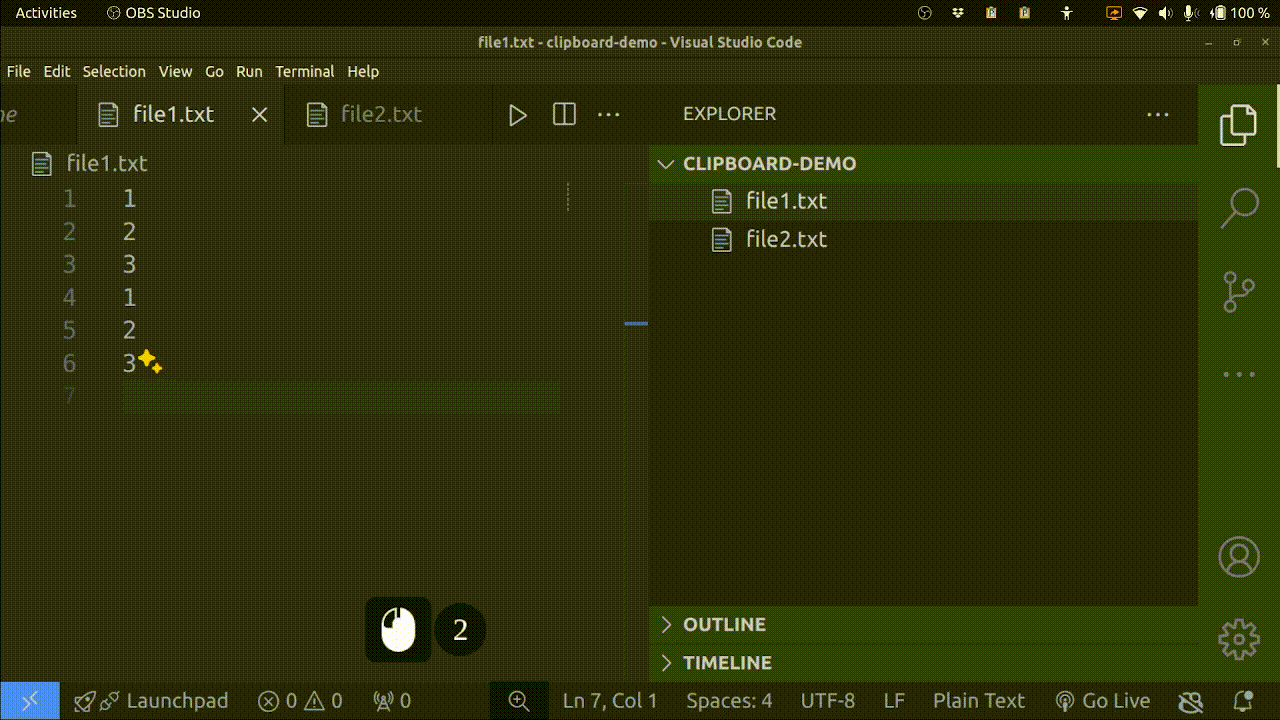 Activities OBS Studio 100 %
file1.txt - clipboard-demo - Visual Studio Code
File Edit Selection View Go Run Terminal Help
file1.txt file2.txt
EXPLORER
file1.txt
CLIPBOARD-DEMO
1 1
file1.txt
2 2
file2.txt
3 3
4 1
5 2
6 3
7
2
OUTLINE
TIMELINE
Launchpad 0 0 0 Ln 7, Col 1 Spaces: 4 UTF-8 LF Plain Text Go Live